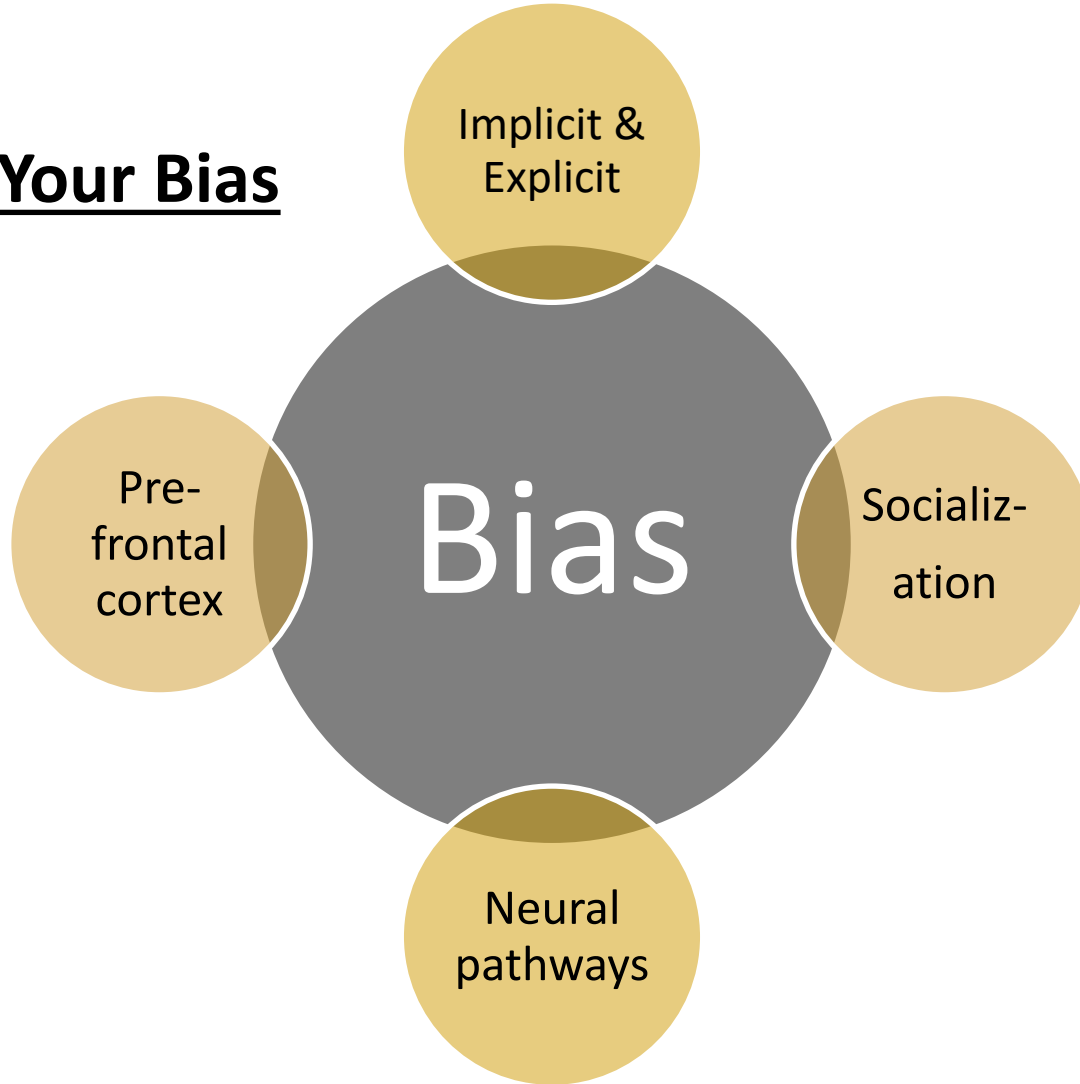 Implicit &
Explicit
Your Bias
Pre-
frontal
cortex
Bias
Socializ-
ation
Neural
pathways